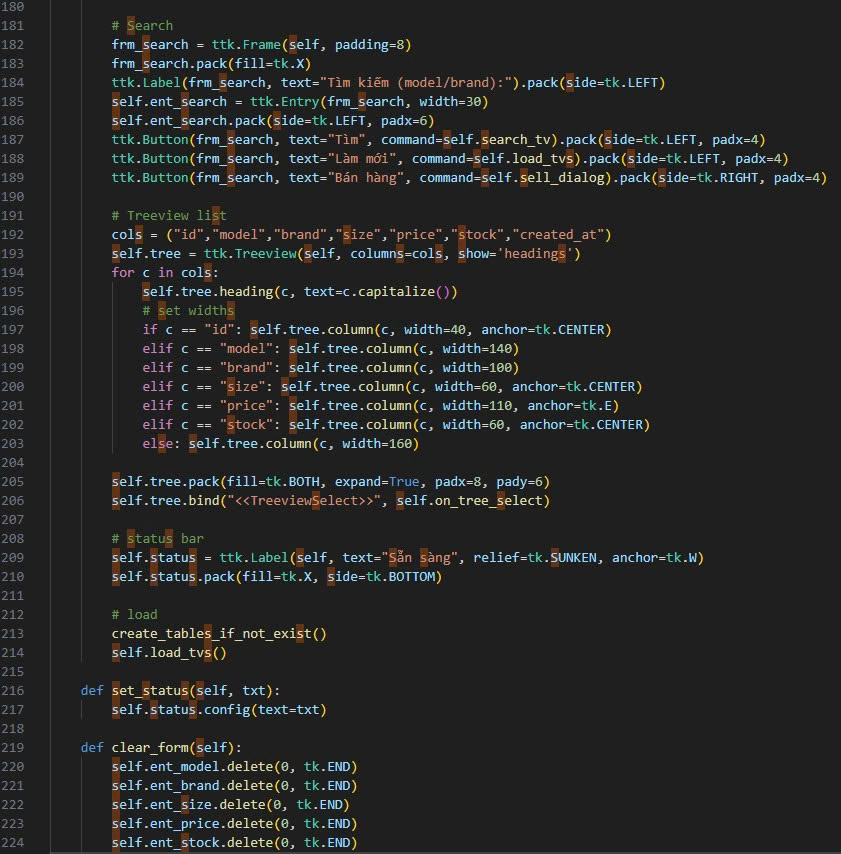 180
181         # Search
182         frm_search = ttk.Frame(self, padding=8)
183         frm_search.pack(fill=tk.X)
184         ttk.Label(frm_search, text="Tìm kiếm (model/brand):").pack(side=tk.LEFT)
185         self.ent_search = ttk.Entry(frm_search, width=30)
186         self.ent_search.pack(side=tk.LEFT, padx=6)
187         ttk.Button(frm_search, text="Tìm", command=self.search_tv).pack(side=tk.LEFT, padx=4)
188         ttk.Button(frm_search, text="Làm mới", command=self.load_tvs).pack(side=tk.LEFT, padx=4)
189         ttk.Button(frm_search, text="Bán hàng", command=self.sell_dialog).pack(side=tk.RIGHT, padx=4)
190
191         # Treeview list
192         cols = ("id","model","brand","size","price","stock","created_at")
193         self.tree = ttk.Treeview(self, columns=cols, show='headings')
194         for c in cols:
195             self.tree.heading(c, text=c.capitalize())
196             # set widths
197             if c == "id": self.tree.column(c, width=40, anchor=tk.CENTER)
198             elif c == "model": self.tree.column(c, width=140)
199             elif c == "brand": self.tree.column(c, width=100)
200             elif c == "size": self.tree.column(c, width=60, anchor=tk.CENTER)
201             elif c == "price": self.tree.column(c, width=110, anchor=tk.E)
202             elif c == "stock": self.tree.column(c, width=60, anchor=tk.CENTER)
203             else: self.tree.column(c, width=160)
204
205         self.tree.pack(fill=tk.BOTH, expand=True, padx=8, pady=6)
206         self.tree.bind("<<TreeviewSelect>>", self.on_tree_select)
207
208         # status bar
209         self.status = ttk.Label(self, text="Sẵn sàng", relief=tk.SUNKEN, anchor=tk.W)
210         self.status.pack(fill=tk.X, side=tk.BOTTOM)
211
212         # load
213         create_tables_if_not_exist()
214         self.load_tvs()
215
216     def set_status(self, txt):
217         self.status.config(text=txt)
218
219     def clear_form(self):
220         self.ent_model.delete(0, tk.END)
221         self.ent_brand.delete(0, tk.END)
222         self.ent_size.delete(0, tk.END)
223         self.ent_price.delete(0, tk.END)
224         self.ent_stock.delete(0, tk.END)